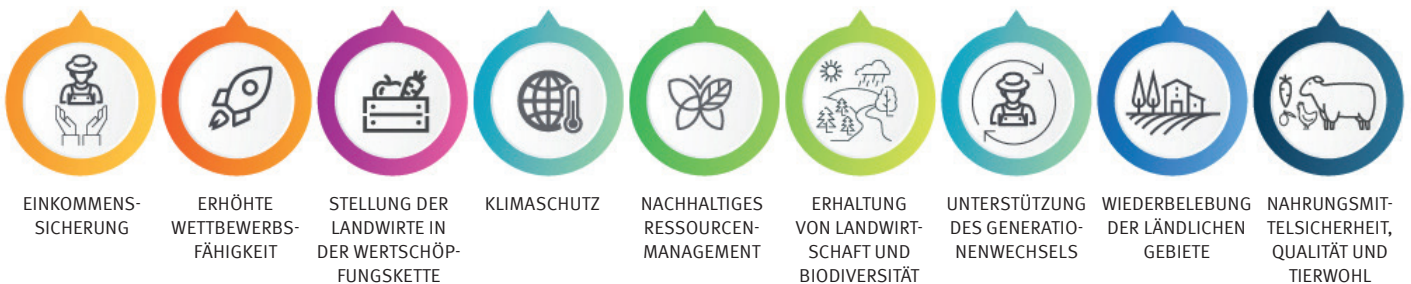 EINKOMMENS-
SICHERUNG
ERHÖHTE
WETTBEWERBS-
FÄHIGKEIT
STELLUNG DER
LANDWIRTE IN
DER WERTSCHÖP-
FUNGSKETTE
KLIMASCHUTZ
NACHHALTIGES
RESSOURCEN-
MANAGEMENT
ERHALTUNG
VON LANDWIRT-
SCHAFT UND
BIODIVERSITÄT
UNTERSTÜTZUNG
DES GENERATIO-
NENWECHSELS
WIEDERBELEBUNG
DER LÄNDLICHEN
GEBIETE
NAHRUNGSMIT-
TELSICHERHEIT,
QUALITÄT UND
TIERWOHL